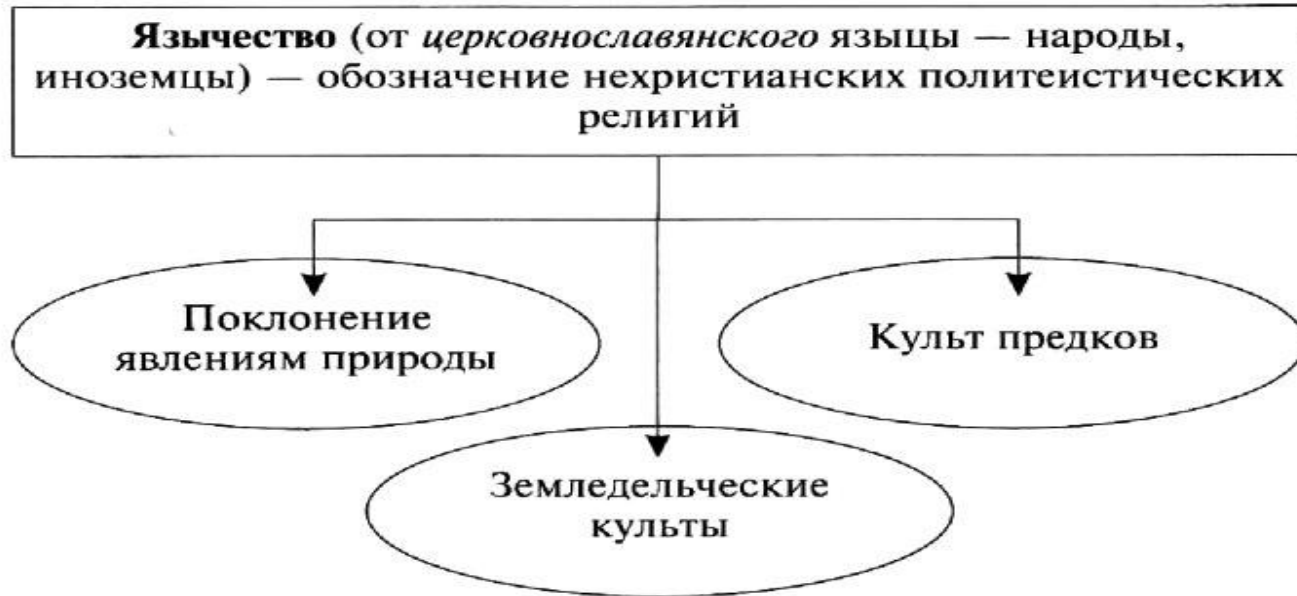 Язычество (от церковнославянского языцы — народы,
иноземцы) — обозначение нехристианских политеистических
религий
Поклонение
явлениям природы
Культ предков
Земледельческие
культы